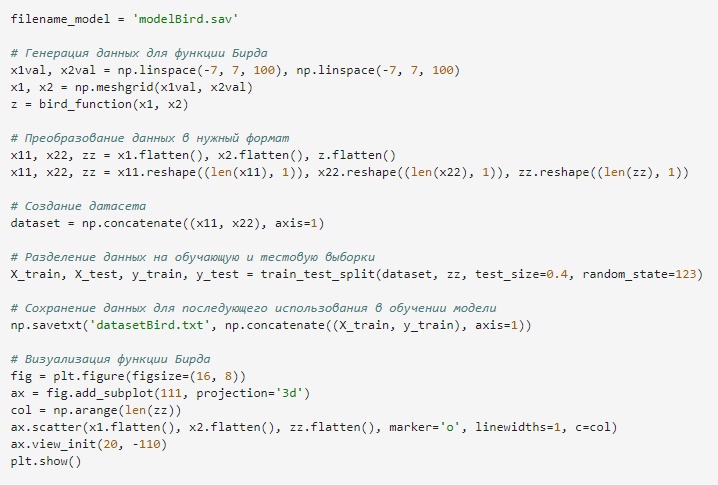 filename_model = 'modelBird.sav'
# Генерация данных для функции Бирда
x1val, x2val = np.linspace(-7, 7, 100), np.linspace(-7, 7, 100)
x1, x2 = np.meshgrid(x1val, x2val)
z = bird_function(x1, x2)
# Преобразование данных в нужный формат
x11, x22, zz = x1.flatten(), x2.flatten(), z.flatten()
x11, x22, zz = x11.reshape((len(x11), 1)), x22.reshape((len(x22), 1)), zz.reshape((len(zz), 1))
# Создание датасета
dataset = np.concatenate((x11, x22), axis=1)
# Разделение данных на обучающую и тестовую выборки
X_train, X_test, y_train, y_test = train_test_split(dataset, zz, test_size=0.4, random_state=123)
# Сохранение данных для последующего использования в обучении модели
np.savetxt('datasetBird.txt', np.concatenate((X_train, y_train), axis=1))
# Визуализация функции Бирда
fig = plt.figure(figsize=(16, 8))
ax = fig.add_subplot(111, projection='3d')
col = np.arange(len(zz))
ax.scatter(x1.flatten(), x2.flatten(), zz.flatten(), marker='o', linewidths=1, c=col)
ax.view_init(20, -110)
plt.show()